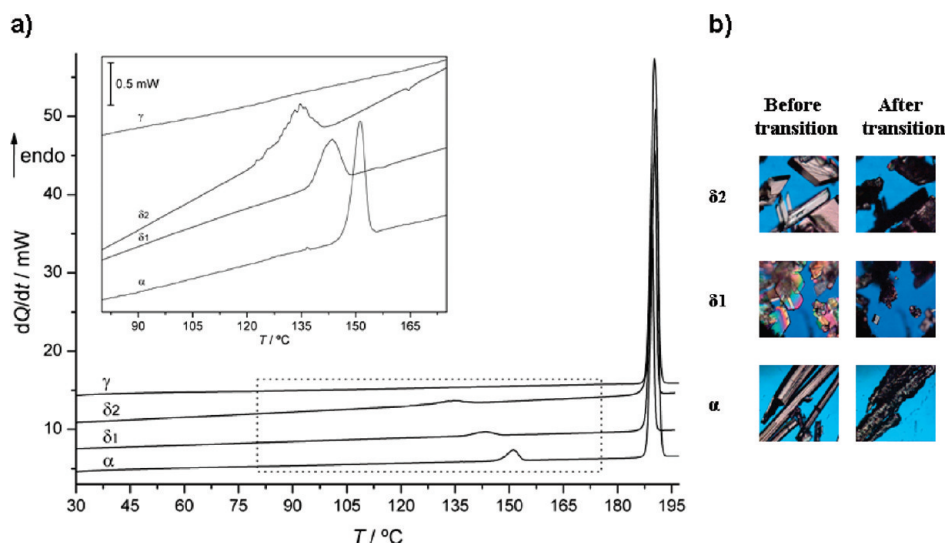 a)
b)
0.5 mW
γ
δ2
δ1
α
90
105
120
135
150
165
T / ºC
50
40
30
20
10
endo
dQ/dt / mW
γ
δ2
δ1
α
30
45
60
75
90
105
120
135
150
165
180
195
T / ºC
Before
transition
After
transition
δ2
δ1
α